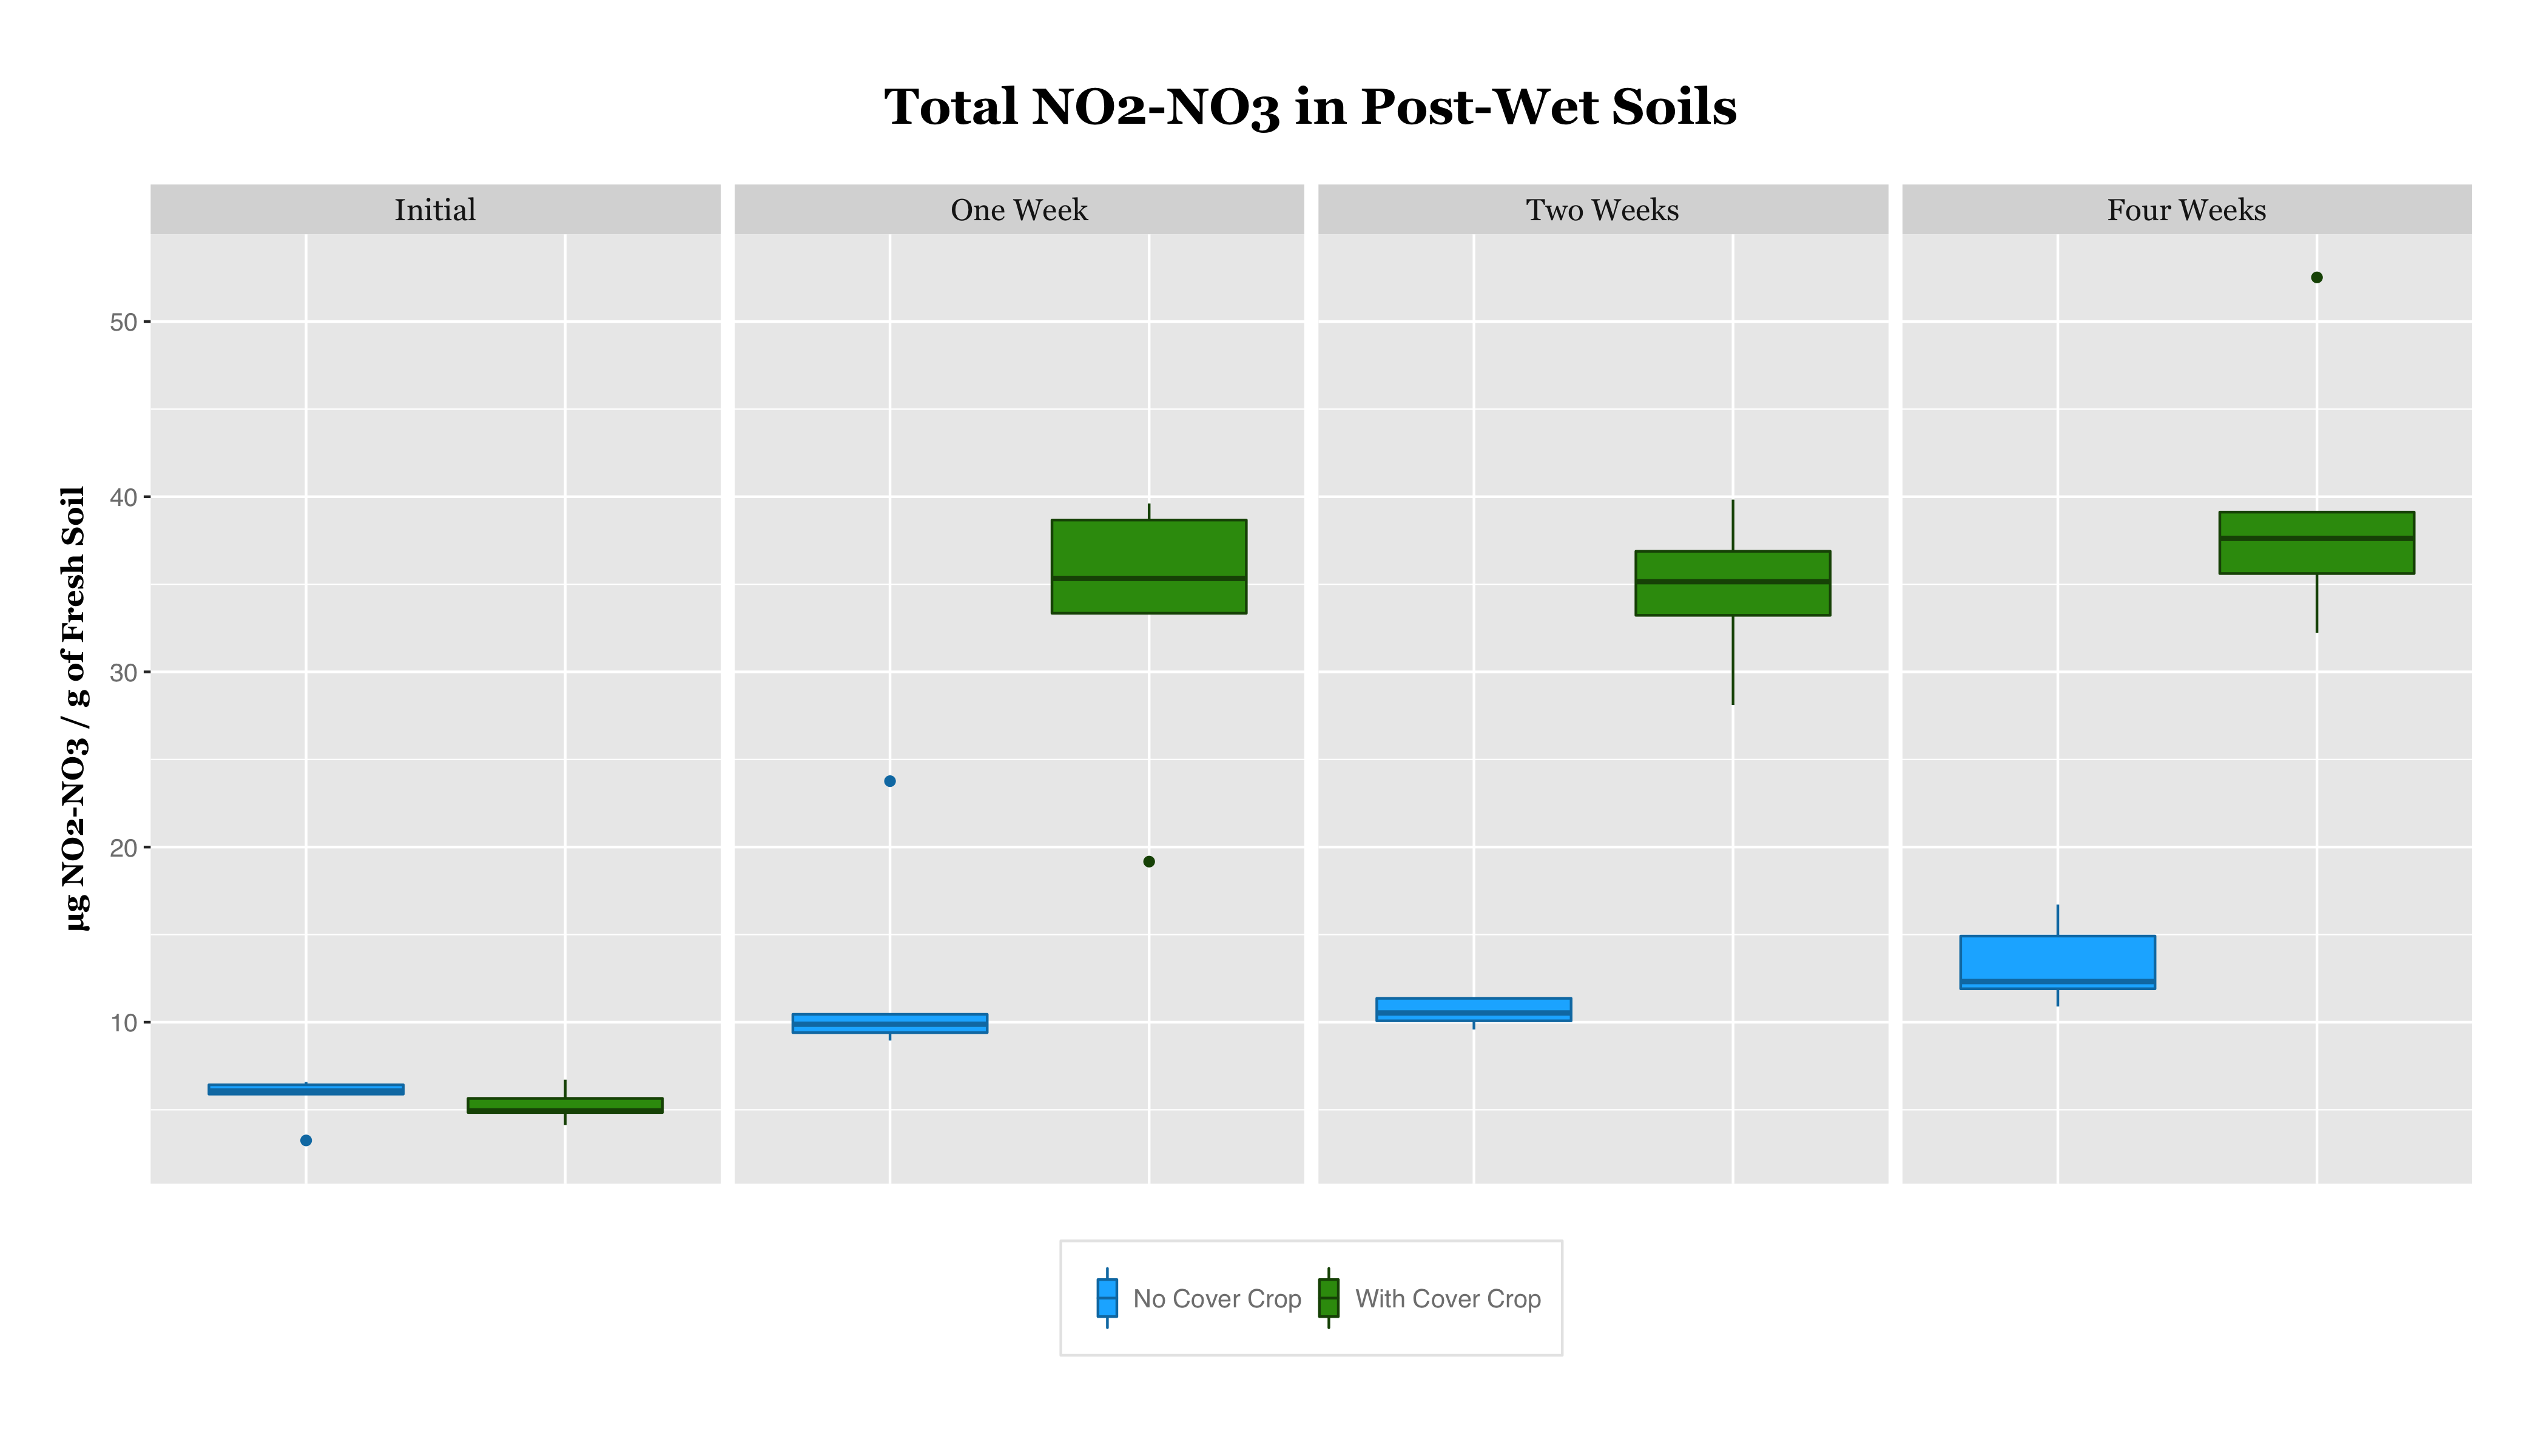 Total NO2-NO3 in Post-Wet Soils
Initial
One Week
Two Weeks
Four Weeks
µg NO2-NO3 / g of Fresh Soil
50
40
30
20
10
No Cover Crop
With Cover Crop